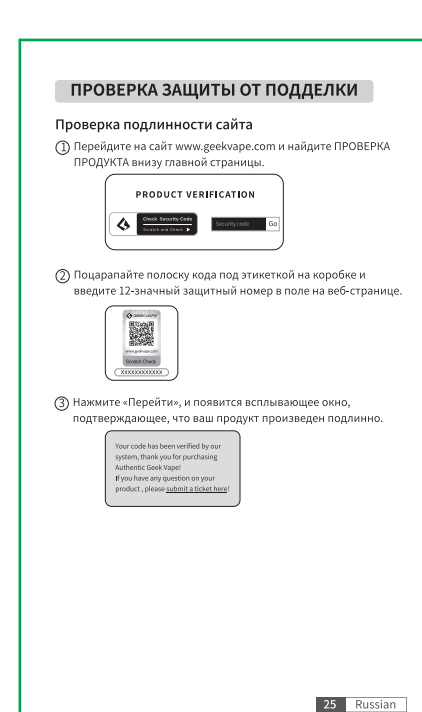 ПРОВЕРКА ЗАЩИТЫ ОТ ПОДДЕЛКИ
Проверка подлинности сайта
① Перейдите на сайт www.geekvape.com и найдите ПРОВЕРКА
ПРОДУКТА внизу главной страницы.
PRODUCT VERIFICATION
Check Security Code
Scratch and Check ▶
Security code Go
② Поцарапайте полоску кода под этикеткой на коробке и
введите 12-значный защитный номер в поле на веб-странице.
GEEK VAPE
www.geekvape.com
Scratch Check
XXXXXXXXXXXX
③ Нажмите «Перейти», и появится всплывающее окно,
подтверждающее, что ваш продукт произведен подлинно.
Your code has been verified by our
system, thank you for purchasing
Authentic Geek Vape!
If you have any question on your
product , please submit a ticket here!
25 Russian